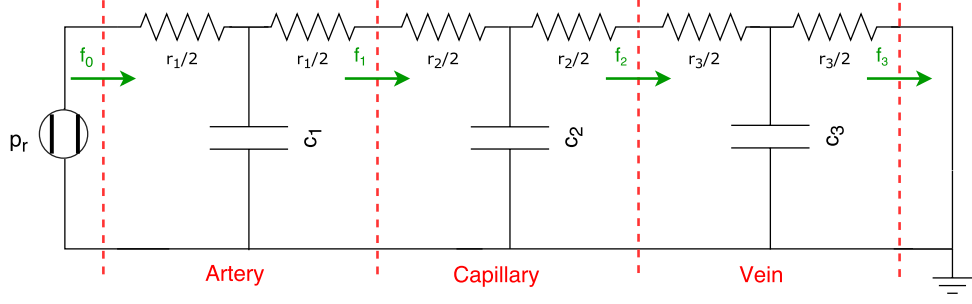 f₀ f₁ f₂ f₃
r₁/2 r₁/2 r₂/2 r₂/2 r₃/2 r₃/2
pᵣ c₁ c₂ c₃
Artery Capillary Vein